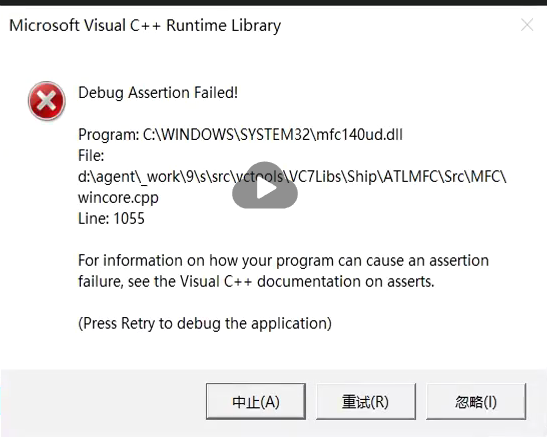 Microsoft Visual C++ Runtime Library
Debug Assertion Failed!
Program: C:\WINDOWS\SYSTEM32\mfc140ud.dll
File:
d:\agent\_work\9\s\src\vctools\VC7Libs\Ship\ATLMFC\Src\MFC\
wincore.cpp
Line: 1055
For information on how your program can cause an assertion
failure, see the Visual C++ documentation on asserts.
(Press Retry to debug the application)
中止(A) 重试(R) 忽略(I)